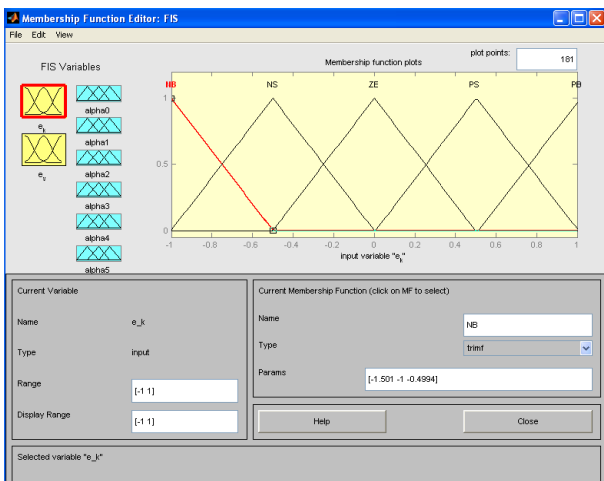 Membership Function Editor: FIS
File Edit View
FIS Variables
Membership function plots
plot points:
181
e_k
e_v
alpha0
alpha1
alpha2
alpha3
alpha4
alpha5
NB NS ZE PS PB
1
0.5
0
-1 -0.8 -0.6 -0.4 -0.2 0 0.2 0.4 0.6 0.8 1
input variable "e_k"
Current Variable
Name e_k
Type input
Range [-1 1]
Display Range [-1 1]
Current Membership Function (click on MF to select)
Name NB
Type trimf
Params [-1.501 -1 -0.4994]
Help Close
Selected variable "e_k"